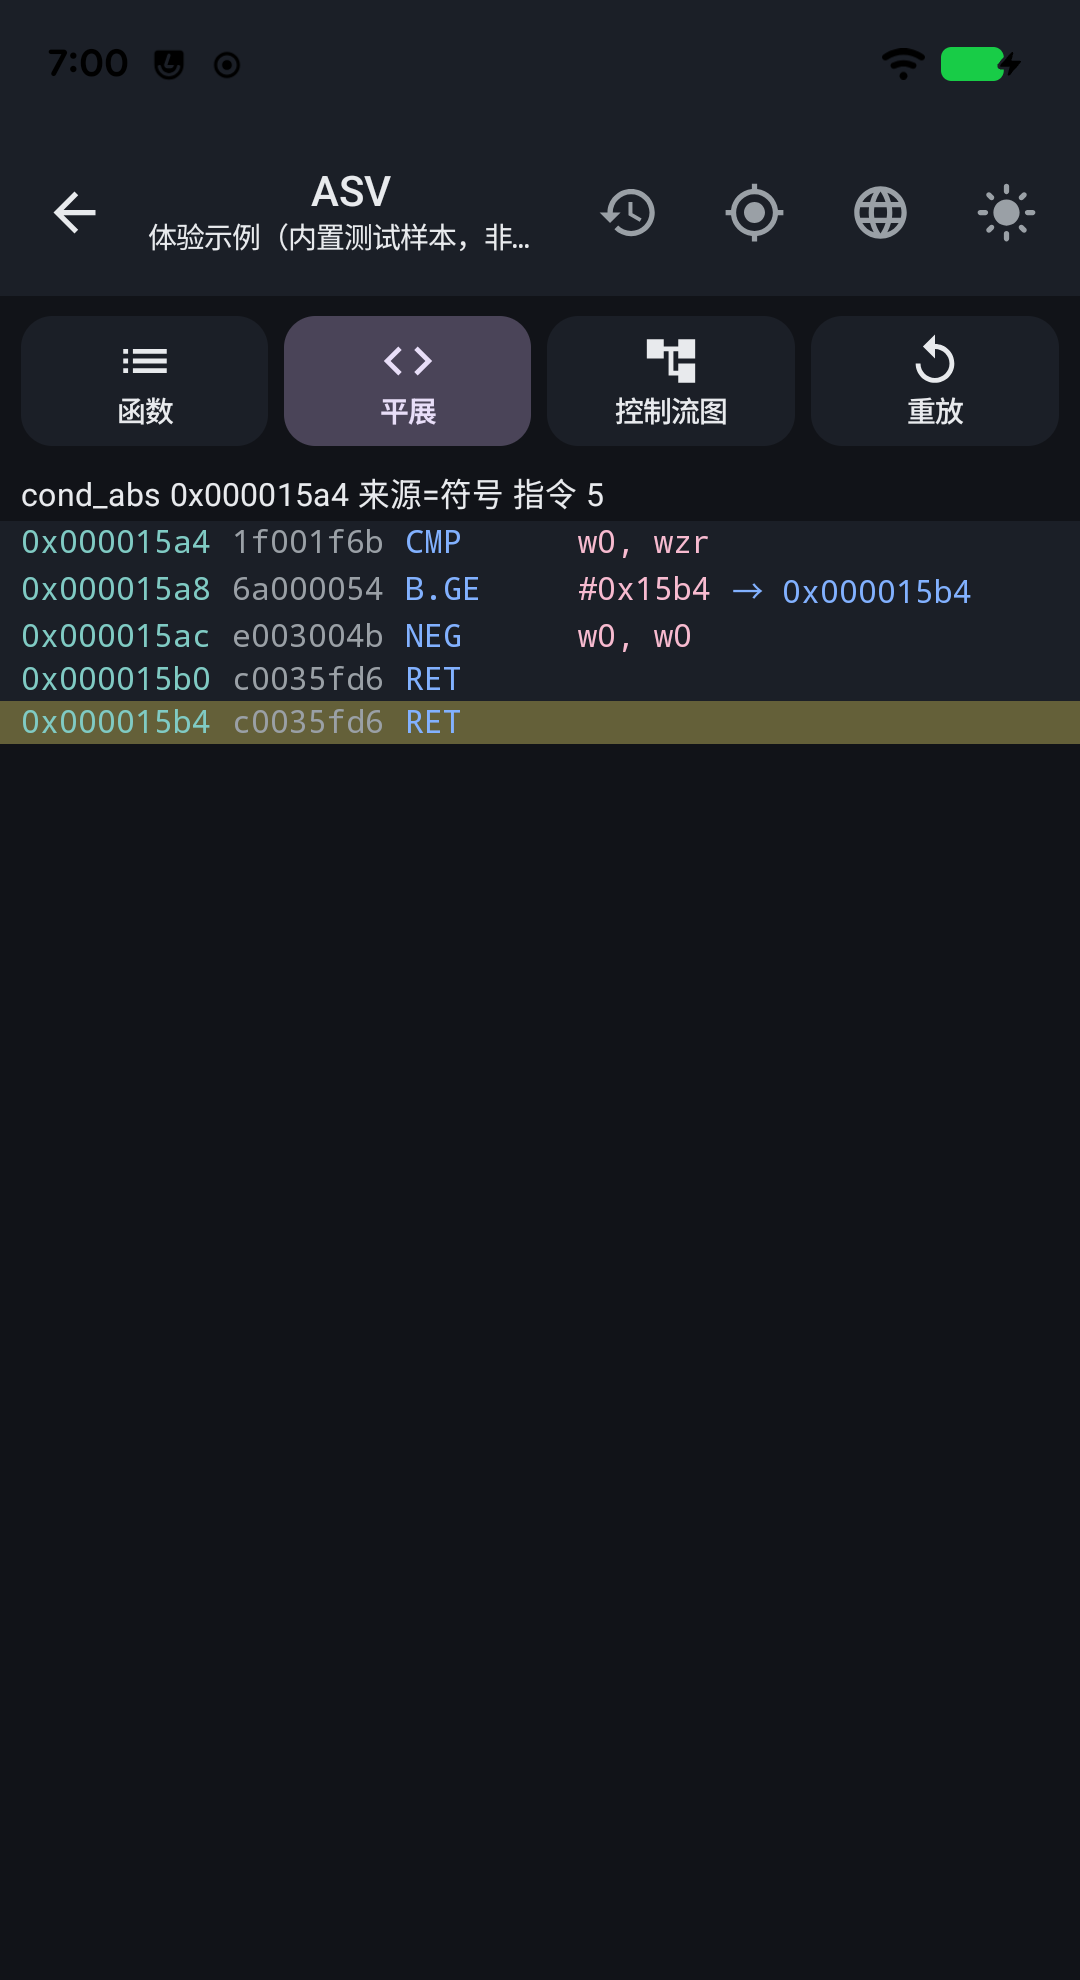 7:00
ASV
体验示例（内置测试样本，非...
函数
平展
控制流图
重放
cond_abs 0x000015a4 来源=符号 指令 5
0x000015a4 1f001f6b CMP w0, wzr
0x000015a8 6a000054 B.GE #0x15b4 → 0x000015b4
0x000015ac e003004b NEG w0, w0
0x000015b0 c0035fd6 RET
0x000015b4 c0035fd6 RET